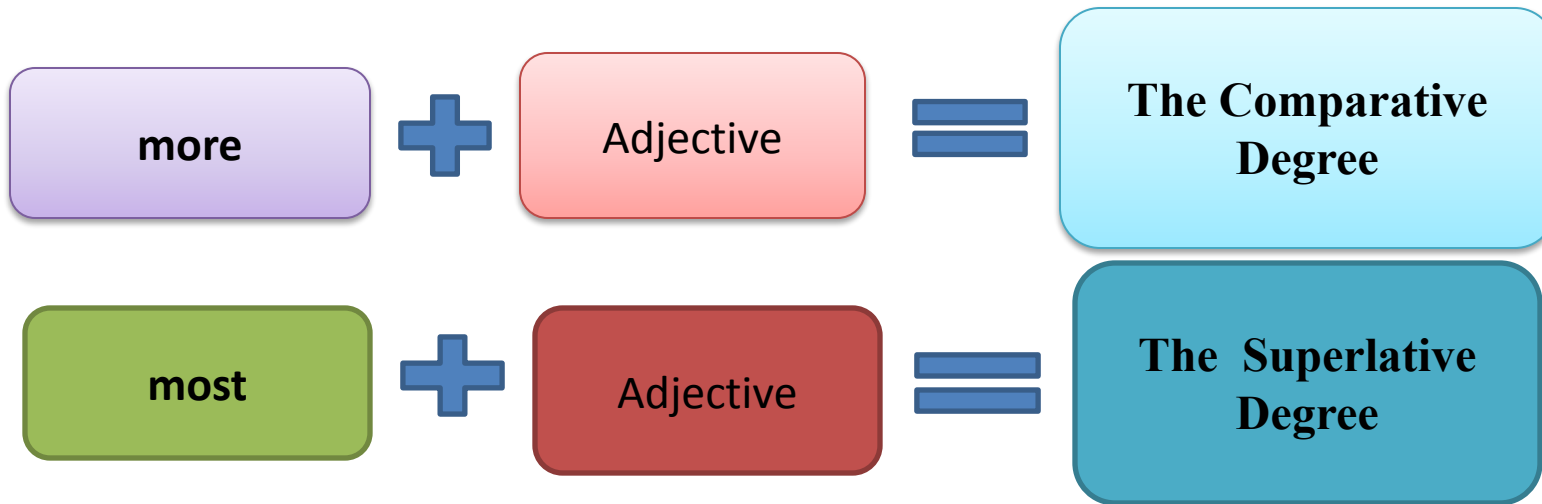 more
Adjective
The Comparative
Degree
most
Adjective
The Superlative
Degree